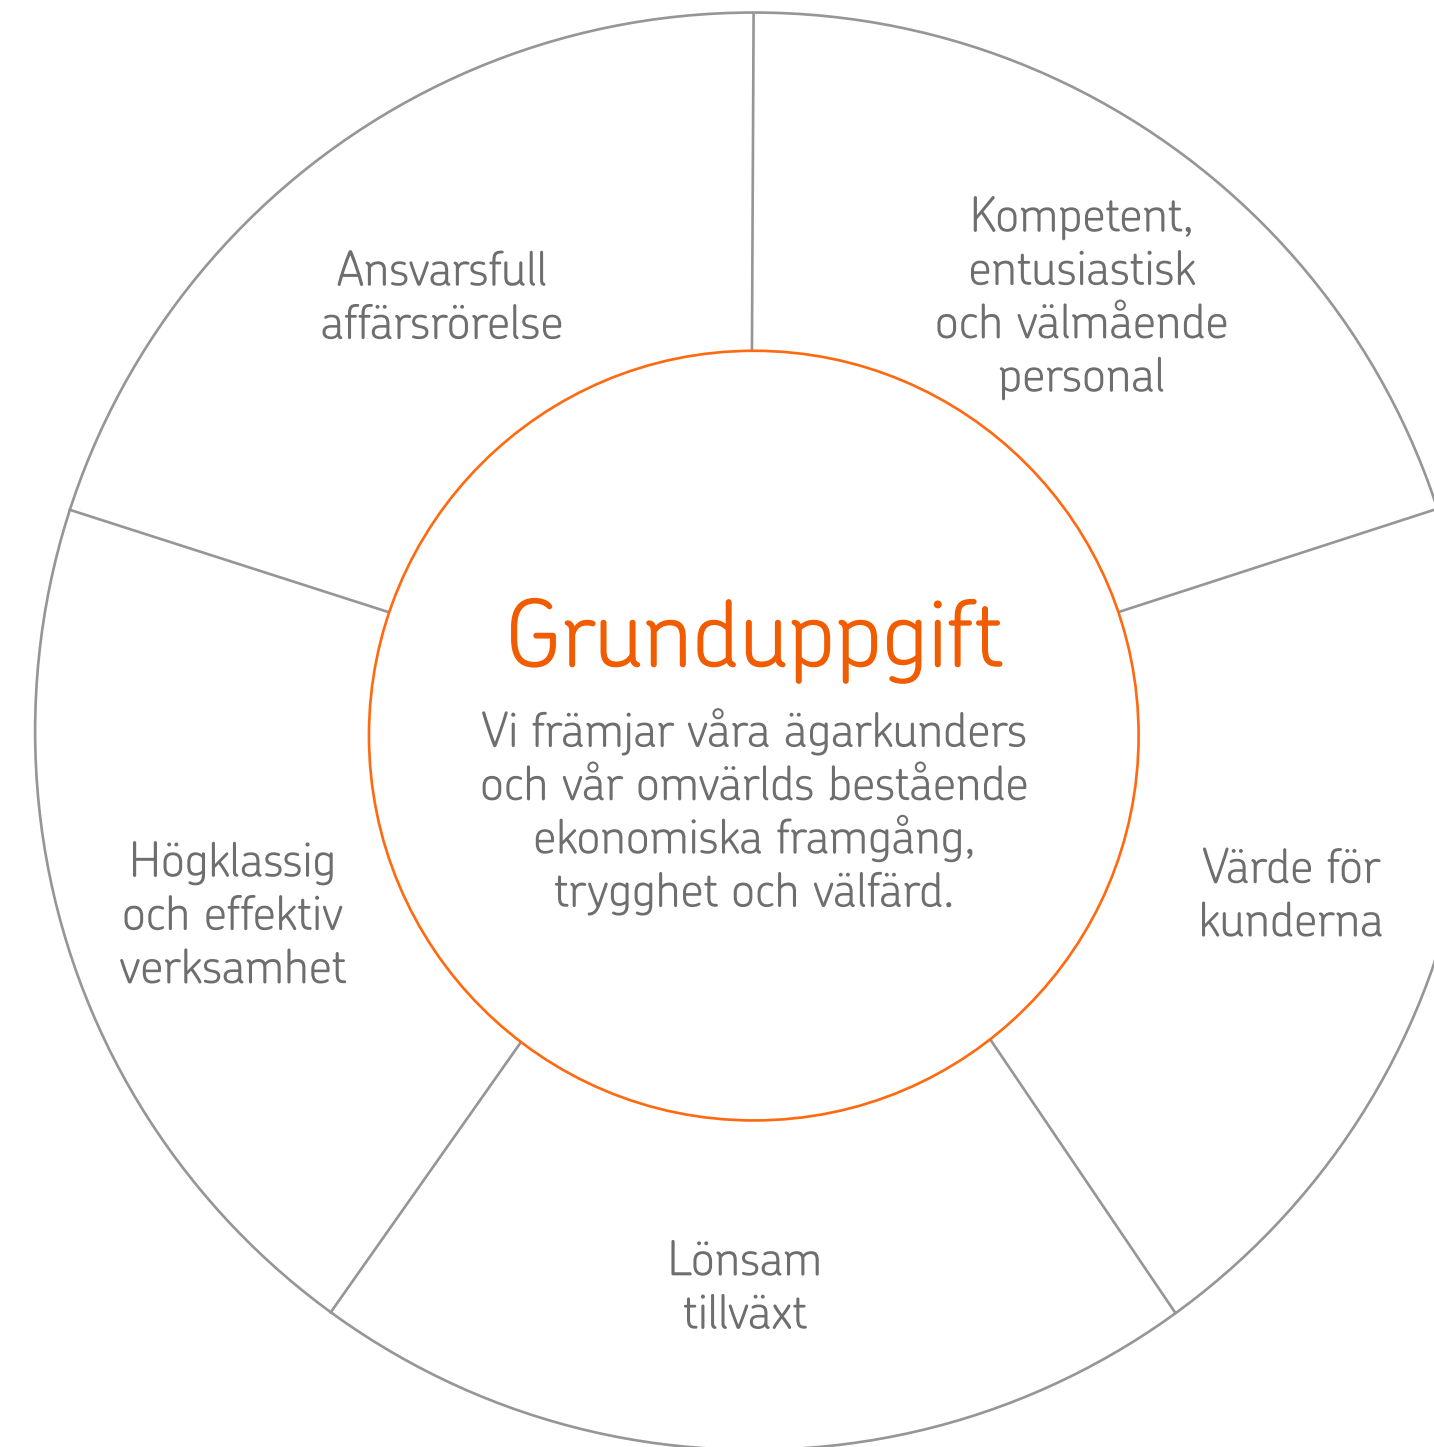 Kompetent,
entusiastisk
och välmående
personal
Ansvarsfull
affärsrörelse
Grunduppgift
Vi främjar våra ägarkunders
och vår omvärlds bestående
ekonomiska framgång,
trygghet och välfärd.
Högklassig
och effektiv
verksamhet
Värde för
kunderna
Lönsam
tillväxt